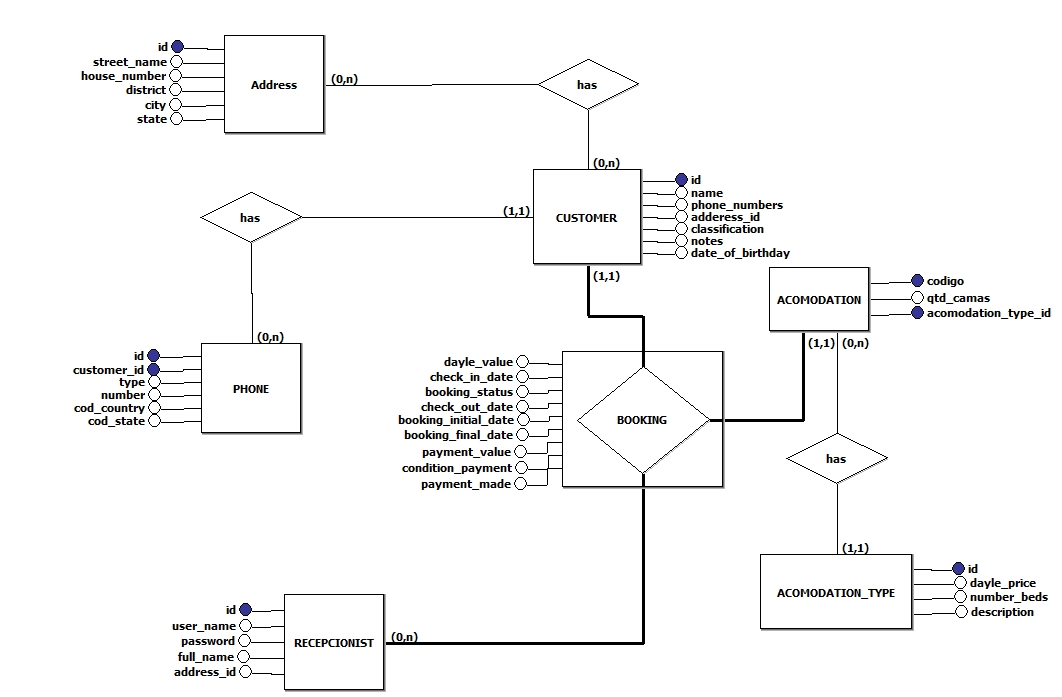 id
street_name
house_number
district
city
state
Address
(0,n)
has
(0,n)
CUSTOMER
id
name
phone_numbers
adderess_id
classification
notes
date_of_birthday
(1,1)
(1,1)
has
(0,n)
id
customer_id
type
number
cod_country
cod_state
PHONE
ACOMODATION
codigo
qtd_camas
acomodation_type_id
(1,1)
(0,n)
dayle_value
check_in_date
booking_status
check_out_date
booking_initial_date
booking_final_date
payment_value
condition_payment
payment_made
BOOKING
has
(1,1)
ACOMODATION_TYPE
id
dayle_price
number_beds
description
id
user_name
password
full_name
address_id
RECEPCIONIST
(0,n)